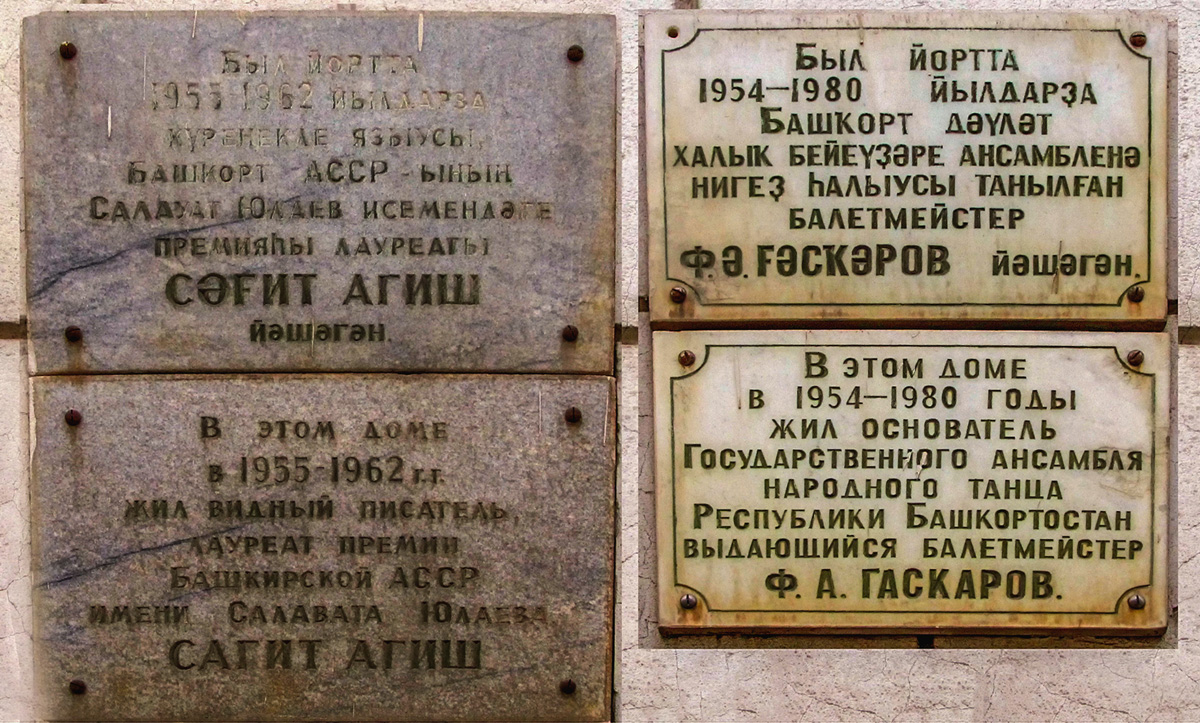 Был йортта
1955-1962 йылдарҙа
күренекле языусы,
Башҡорт АССР-ының
Салауат Юлаев исемендәге
премияһы лауреаты
СӘҒИТ АГИШ
йәшәгән.
В этом доме
в 1955-1962 г.г.
жил видный писатель,
лауреат премии
Башкирской АССР
имени Салавата Юлаева
САГИТ АГИШ
Был йортта
1954—1980 йылдарҙа
Башҡорт дәүләт
халыҡ бейеүҙәре ансамбленә
нигеҙ һалыусы танылған
балетмейстер
Ф.Ә. ҒӘСКӘРОВ йәшәгән.
В этом доме
в 1954—1980 годы
жил основатель
Государственного ансамбля
народного танца
Республики Башкортостан
выдающийся балетмейстер
Ф. А. ГАСКАРОВ.